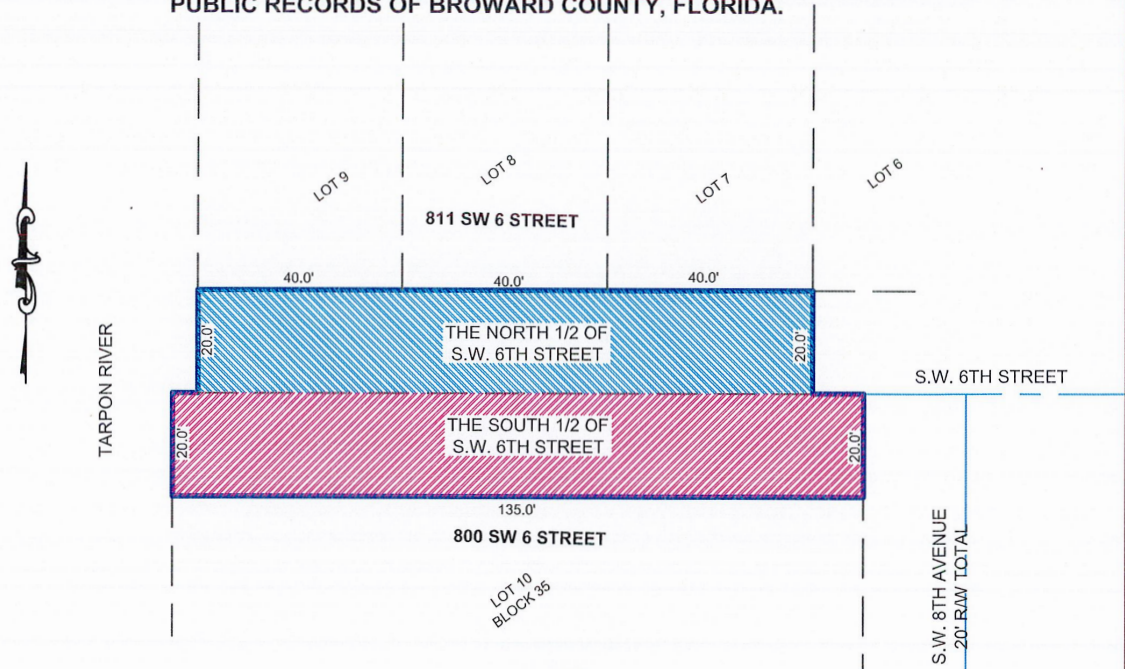 PUBLIC RECORDS OF BROWARD COUNTY, FLORIDA.
LOT 9
LOT 8
LOT 7
LOT 6
811 SW 6 STREET
40.0'
40.0'
40.0'
20.0'
THE NORTH 1/2 OF
S.W. 6TH STREET
20.0'
TARPON RIVER
S.W. 6TH STREET
20.0'
THE SOUTH 1/2 OF
S.W. 6TH STREET
20.0'
135.0'
800 SW 6 STREET
LOT 10
BLOCK 35
S.W. 8TH AVENUE
20' R/W TOTAL